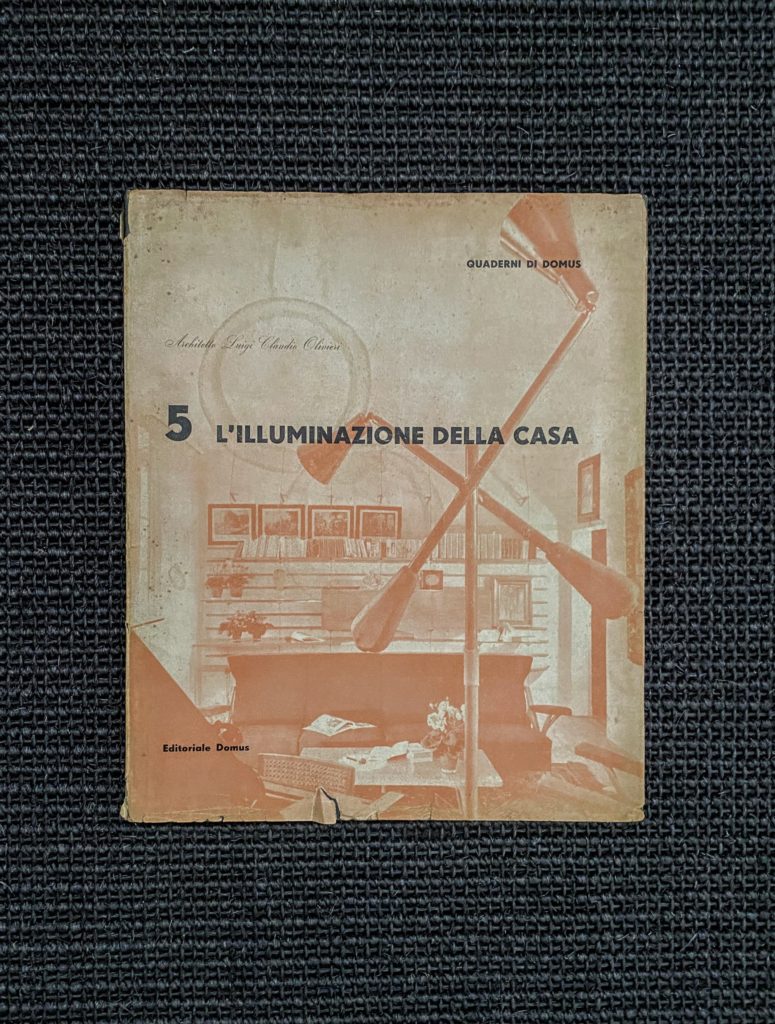 QUADERNI DI DOMUS
Architetto Luigi Claudio Olivieri
5 L'ILLUMINAZIONE DELLA CASA
Editoriale Domus